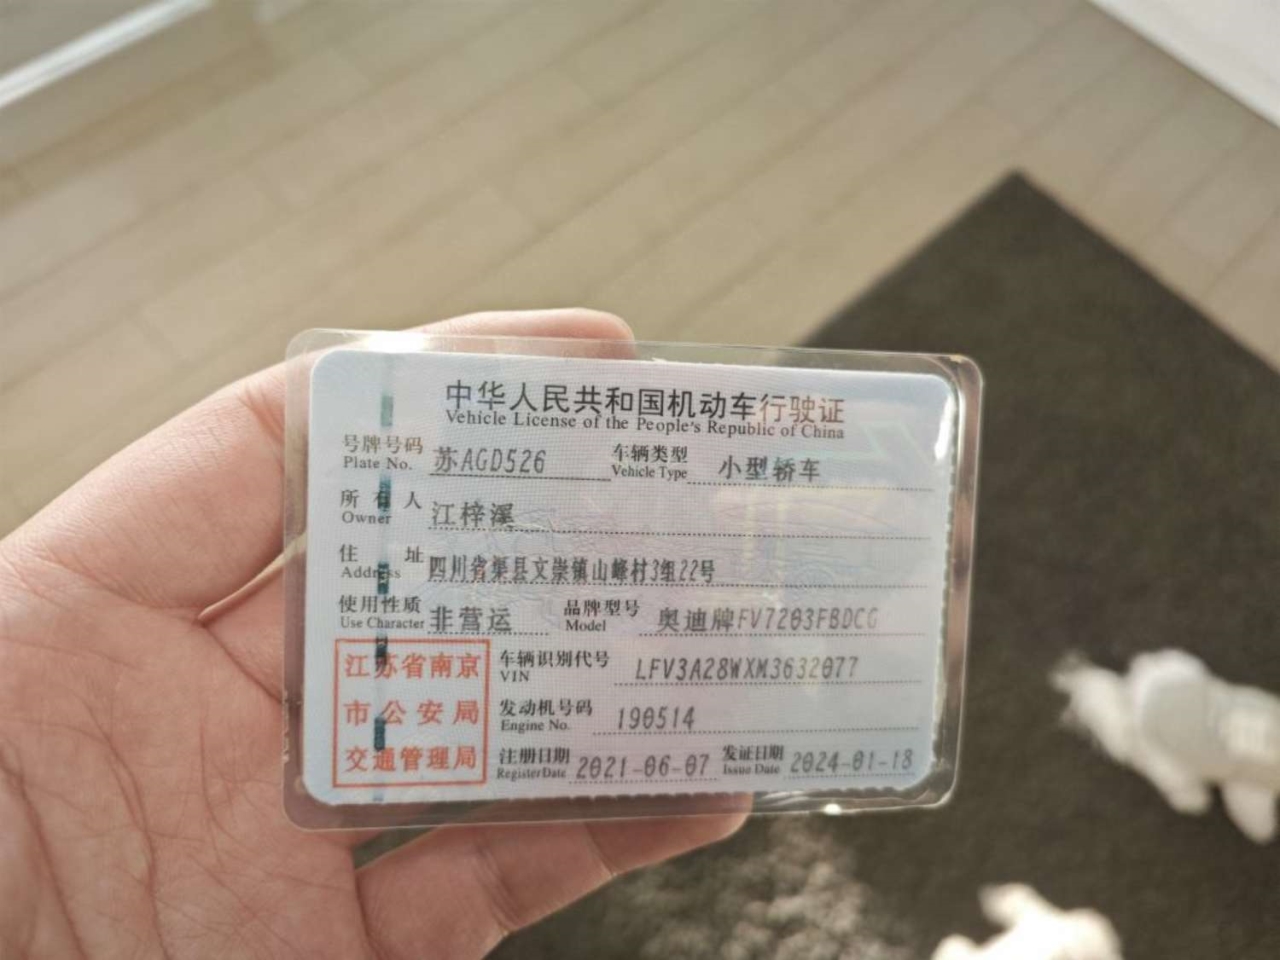 中华人民共和国机动车行驶证
Vehicle License of the People's Republic of China
号牌号码 苏AGD526 车辆类型 小型轿车
Plate No. Vehicle Type
所有人 江梓溪
Owner
住址 四川省渠县文崇镇山峰村3组22号
Address
使用性质 非营运 品牌型号 奥迪牌FV7203FBDCG
Use Character Model
江苏省南京
市公安局
交通管理局
车辆识别代号 LFV3A28WXM3632077
VIN
发动机号码 190514
Engine No.
注册日期 2021-06-07 发证日期 2024-01-18
Register Date Issue Date